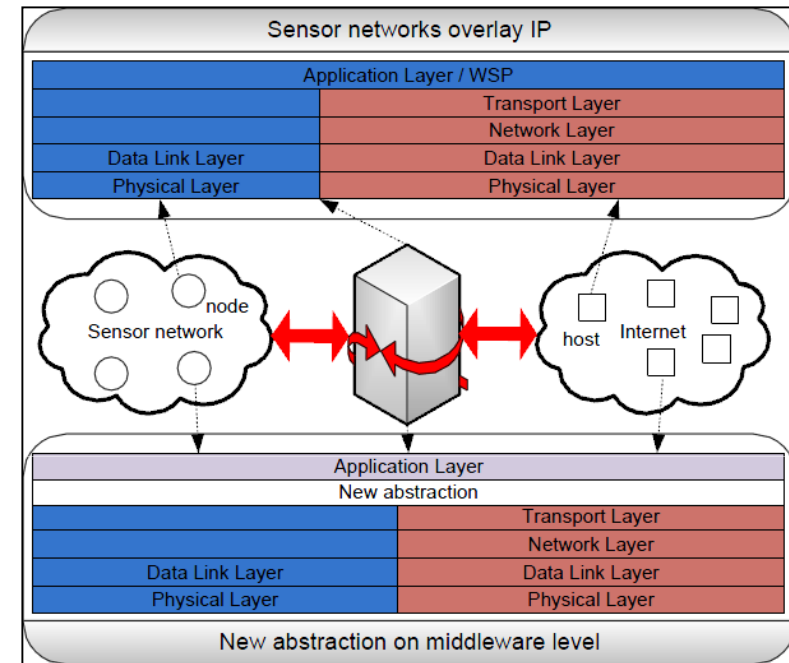 Sensor networks overlay IP
Application Layer / WSP
Transport Layer
Network Layer
Data Link Layer
Data Link Layer
Physical Layer
Physical Layer
node
Sensor network
host
Internet
Application Layer
New abstraction
Transport Layer
Network Layer
Data Link Layer
Data Link Layer
Physical Layer
Physical Layer
New abstraction on middleware level